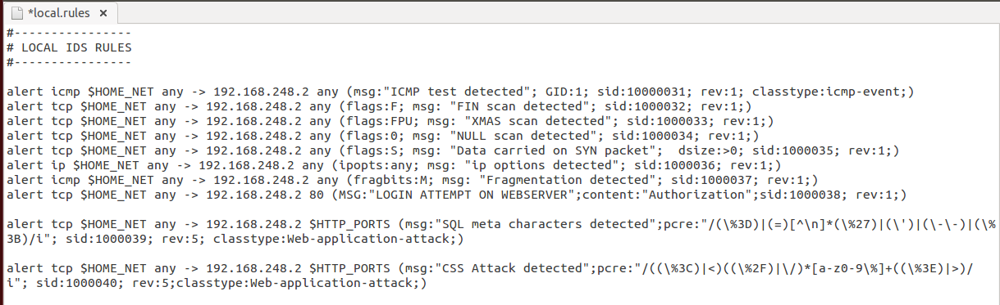 *local.rules ×
#----------------
# LOCAL IDS RULES
#----------------
alert icmp $HOME_NET any -> 192.168.248.2 any (msg:"ICMP test detected"; GID:1; sid:10000031; rev:1; classtype:icmp-event;)
alert tcp $HOME_NET any -> 192.168.248.2 any (flags:F; msg: "FIN scan detected"; sid:1000032; rev:1;)
alert tcp $HOME_NET any -> 192.168.248.2 any (flags:FPU; msg: "XMAS scan detected"; sid:1000033; rev:1;)
alert tcp $HOME_NET any -> 192.168.248.2 any (flags:0; msg: "NULL scan detected"; sid:1000034; rev:1;)
alert tcp $HOME_NET any -> 192.168.248.2 any (flags:S; msg: "Data carried on SYN packet";  dsize:>0; sid:1000035; rev:1;)
alert ip $HOME_NET any -> 192.168.248.2 any (ipopts:any; msg: "ip options detected"; sid:1000036; rev:1;)
alert icmp $HOME_NET any -> 192.168.248.2 any (fragbits:M; msg: "Fragmentation detected"; sid:1000037; rev:1;)
alert tcp $HOME_NET any -> 192.168.248.2 80 (MSG:"LOGIN ATTEMPT ON WEBSERVER";content:"Authorization";sid:1000038; rev:1;)
alert tcp $HOME_NET any -> 192.168.248.2 $HTTP_PORTS (msg:"SQL meta characters detected";pcre:"/(\%3D)|(=)[^\n]*(\%27)|(\')|(\-\-)|(\%
3B)/i"; sid:1000039; rev:5; classtype:Web-application-attack;)
alert tcp $HOME_NET any -> 192.168.248.2 $HTTP_PORTS (msg:"CSS Attack detected";pcre:"/((\%3C)|<)((\%2F)|\/)*[a-z0-9\%]+((\%3E)|>)/
i"; sid:1000040; rev:5;classtype:Web-application-attack;)